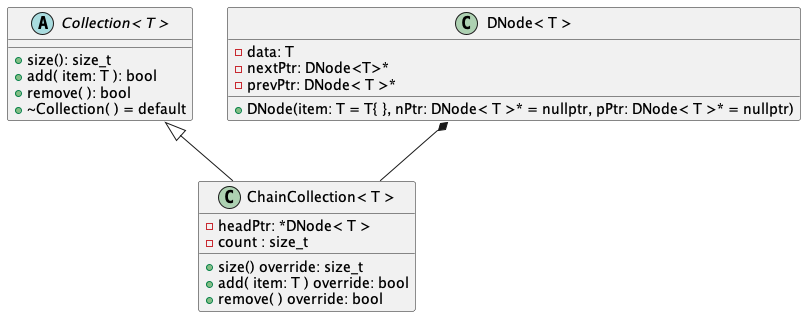 A Collection< T >
size(): size_t
add( item: T ): bool
remove( ): bool
~Collection( ) = default
C DNode< T >
data: T
nextPtr: DNode<T>*
prevPtr: DNode< T >*
DNode(item: T = T{ }, nPtr: DNode< T >* = nullptr, pPtr: DNode< T >* = nullptr)
C ChainCollection< T >
headPtr: *DNode< T >
count : size_t
size() override: size_t
add( item: T ) override: bool
remove( ) override: bool